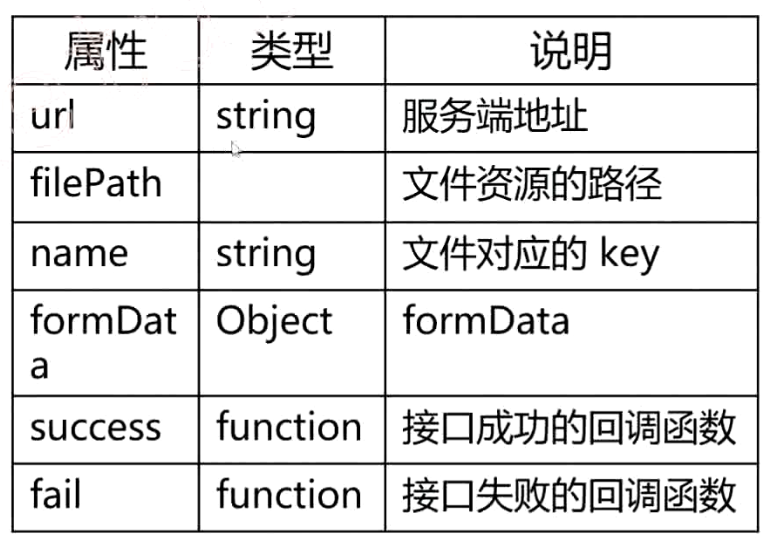 属性 类型 说明
url string 服务端地址
filePath 文件资源的路径
name string 文件对应的 key
formDat Object formData
a
success function 接口成功的回调函数
fail function 接口失败的回调函数